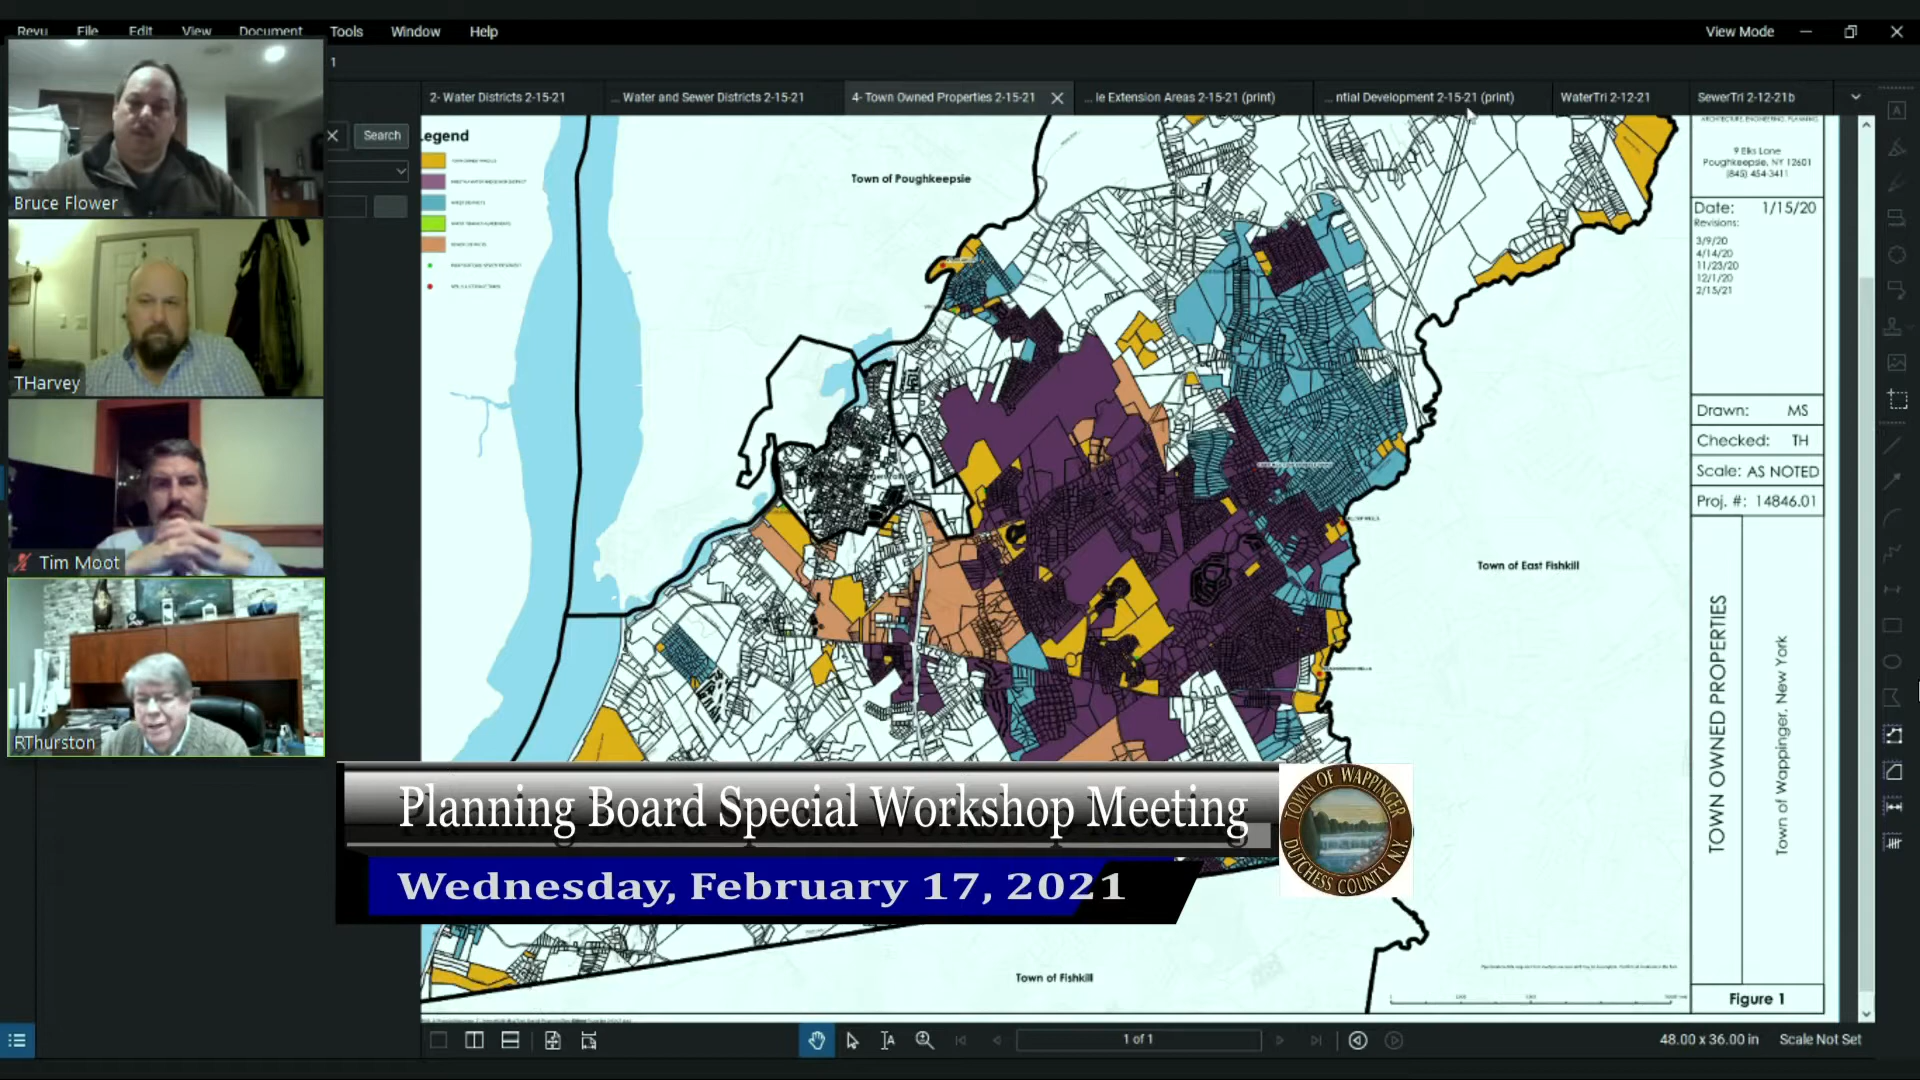 Revu File Edit View Document Tools Window Help
View Mode
1
2- Water Districts 2-15-21
... Water and Sewer Districts 2-15-21
4- Town Owned Properties 2-15-21
... le Extension Areas 2-15-21 (print)
... ntial Development 2-15-21 (print)
WaterTri 2-12-21
SewerTri 2-12-21b
Search
Bruce Flower
THarvey
Tim Moot
RThurston
Legend
Town of Poughkeepsie
Town of East Fishkill
Town of Fishkill
ARCHITECTURE, ENGINEERING, PLANNING
9 Elks Lane
Poughkeepsie, NY 12601
(845) 454-3411
Date: 1/15/20
Revisions:
3/9/20
4/14/20
11/23/20
12/1/20
2/15/21
Drawn: MS
Checked: TH
Scale: AS NOTED
Proj. #: 14846.01
TOWN OWNED PROPERTIES
Town of Wappinger, New York
Figure 1
Planning Board Special Workshop Meeting
Wednesday, February 17, 2021
TOWN OF WAPPINGER
DUTCHESS COUNTY N.Y.
1 of 1
48.00 x 36.00 in
Scale Not Set